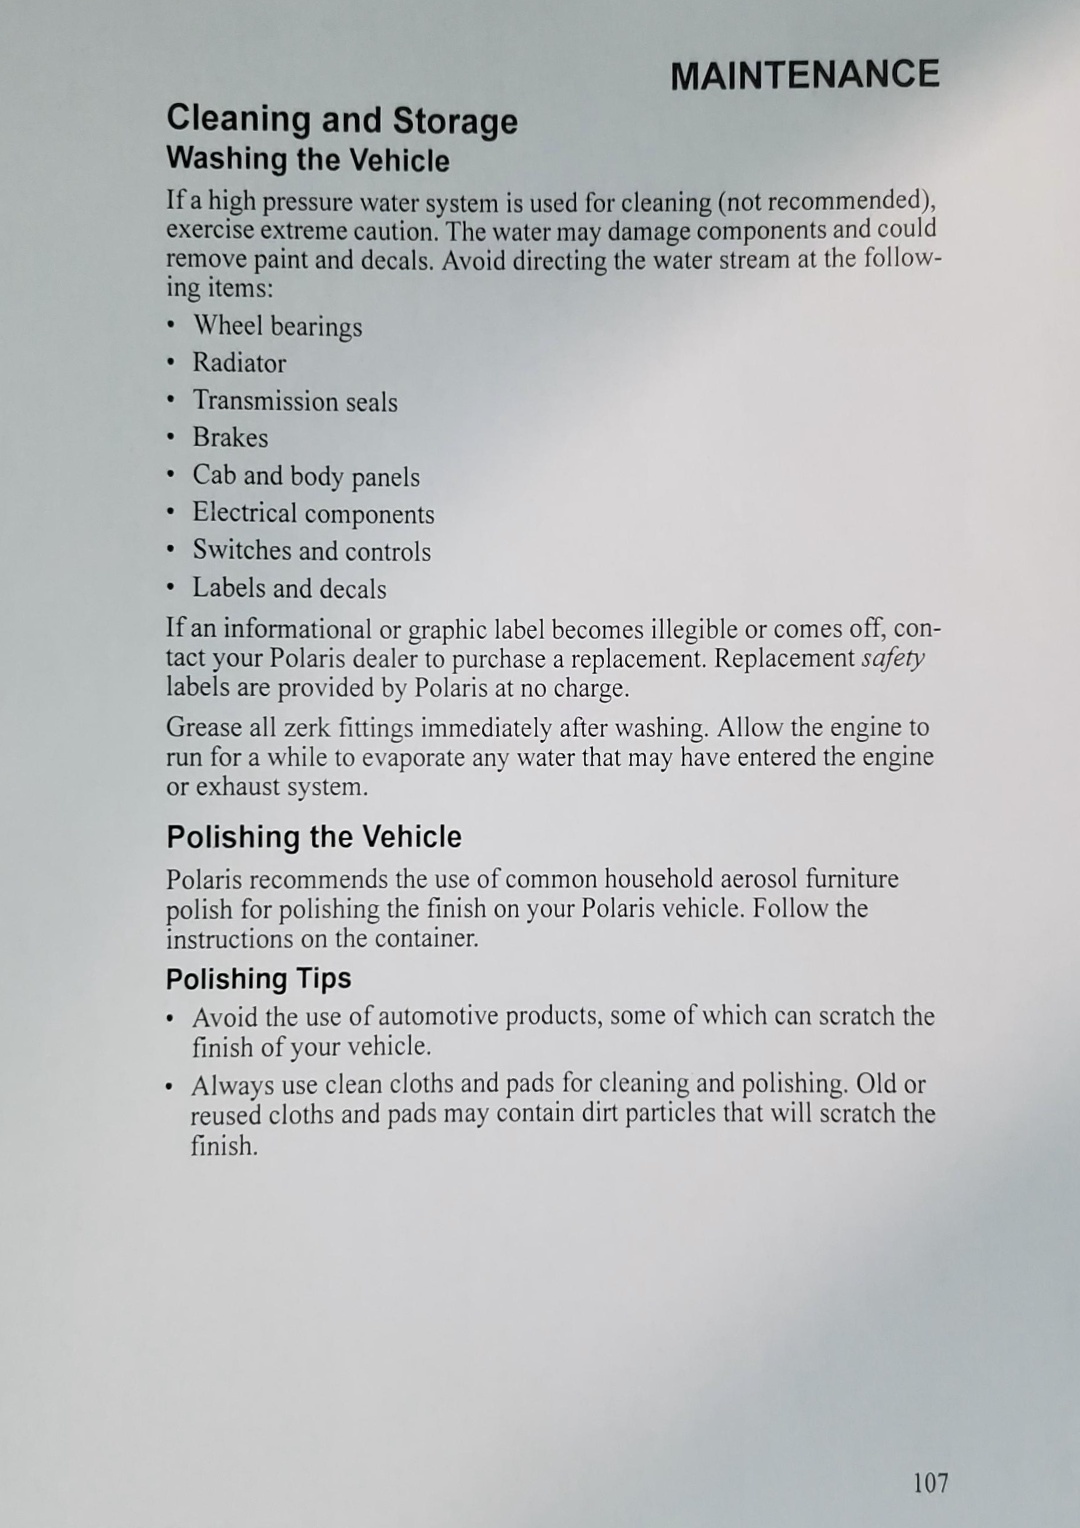 MAINTENANCE
Cleaning and Storage
Washing the Vehicle
If a high pressure water system is used for cleaning (not recommended),
exercise extreme caution. The water may damage components and could
remove paint and decals. Avoid directing the water stream at the follow-
ing items:
• Wheel bearings
• Radiator
• Transmission seals
• Brakes
• Cab and body panels
• Electrical components
• Switches and controls
• Labels and decals
If an informational or graphic label becomes illegible or comes off, con-
tact your Polaris dealer to purchase a replacement. Replacement safety
labels are provided by Polaris at no charge.
Grease all zerk fittings immediately after washing. Allow the engine to
run for a while to evaporate any water that may have entered the engine
or exhaust system.
Polishing the Vehicle
Polaris recommends the use of common household aerosol furniture
polish for polishing the finish on your Polaris vehicle. Follow the
instructions on the container.
Polishing Tips
• Avoid the use of automotive products, some of which can scratch the
finish of your vehicle.
• Always use clean cloths and pads for cleaning and polishing. Old or
reused cloths and pads may contain dirt particles that will scratch the
finish.
107